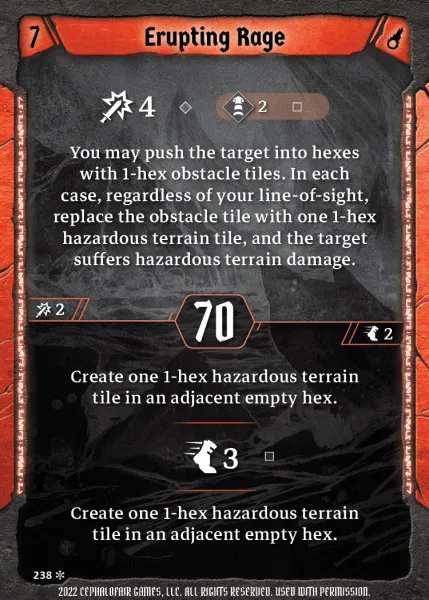 7
Erupting Rage
4
2
You may push the target into hexes
with 1-hex obstacle tiles. In each
case, regardless of your line-of-sight,
replace the obstacle tile with one 1-hex
hazardous terrain tile, and the target
suffers hazardous terrain damage.
2
70
2
Create one 1-hex hazardous terrain
tile in an adjacent empty hex.
3
Create one 1-hex hazardous terrain
tile in an adjacent empty hex.
238
2022 CEPHALOFAIR GAMES, LLC. ALL RIGHTS RESERVED. USED WITH PERMISSION.